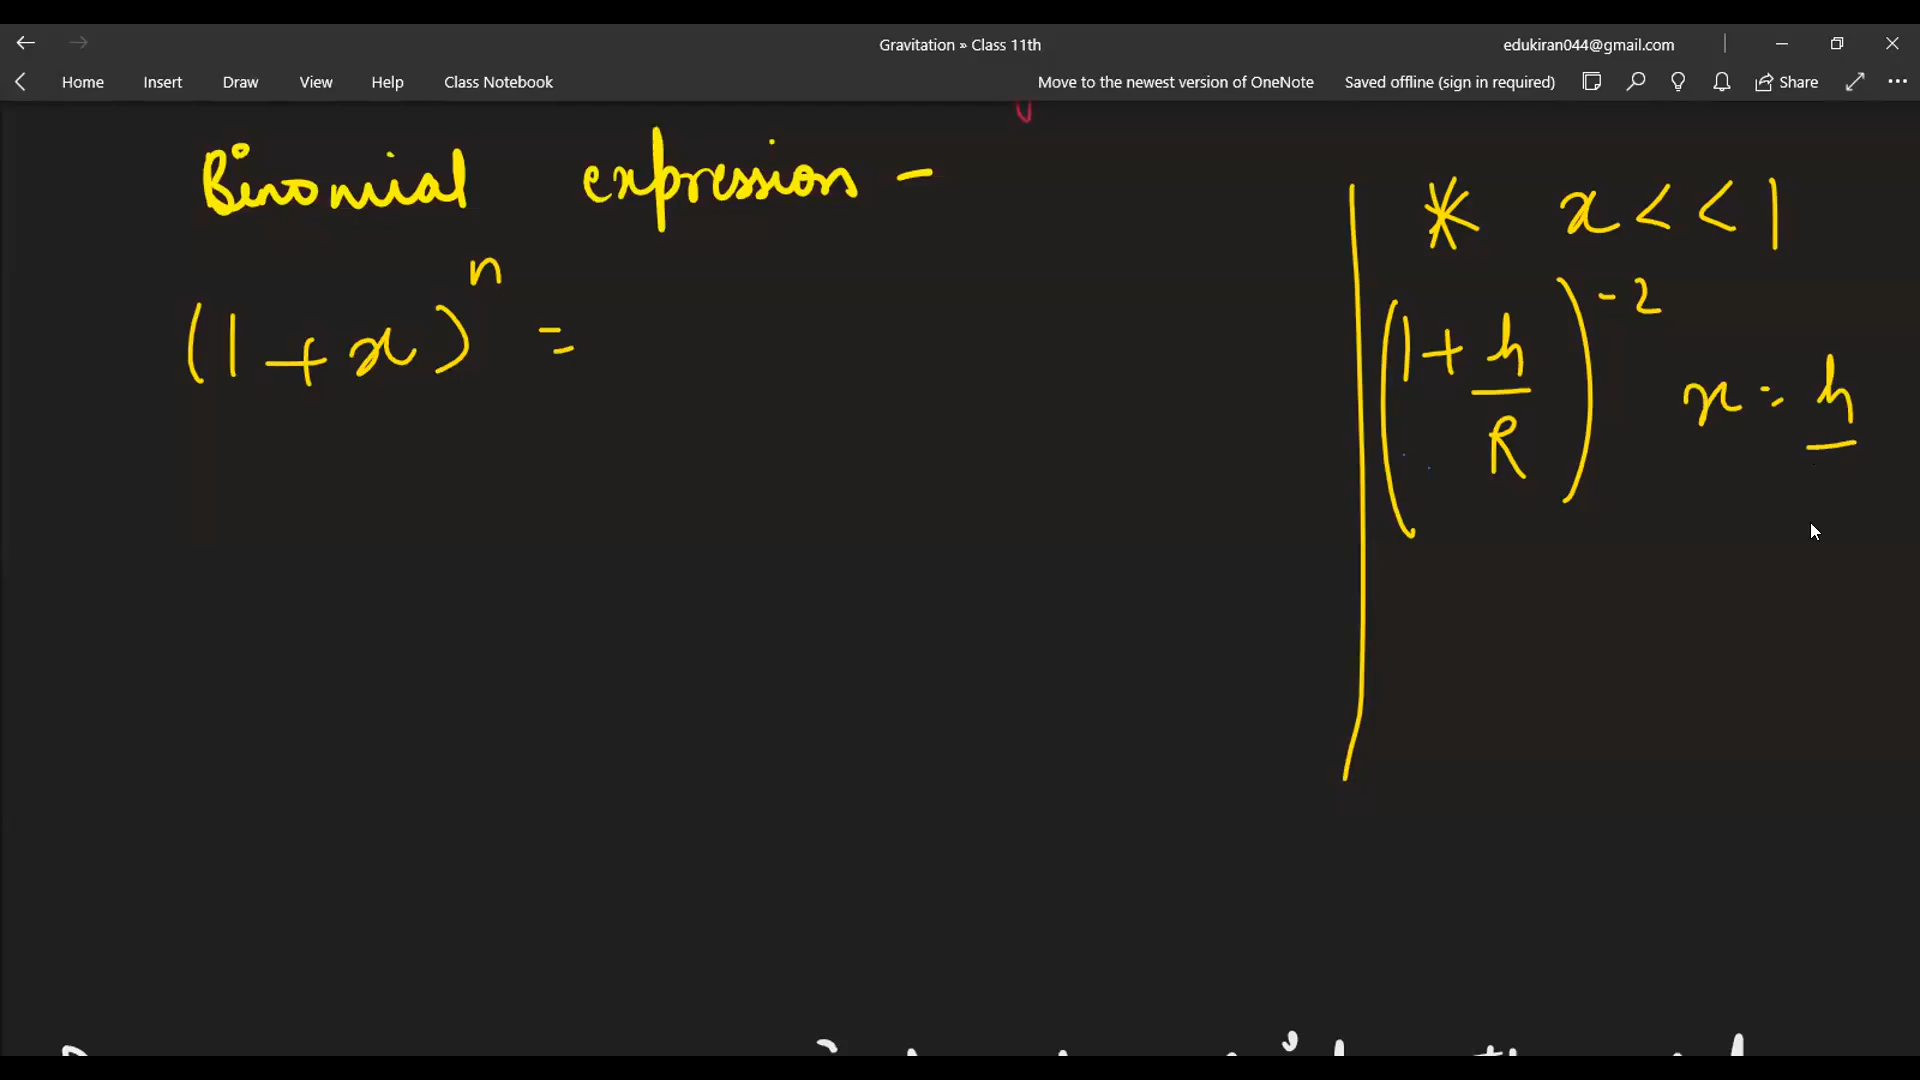 Gravitation » Class 11th
edukiran044@gmail.com
Home Insert Draw View Help Class Notebook
Move to the newest version of OneNote Saved offline (sign in required) Share
Binomial expression -
(1+x)^n =
* x << 1
(1 + h/R)^-2 x = h